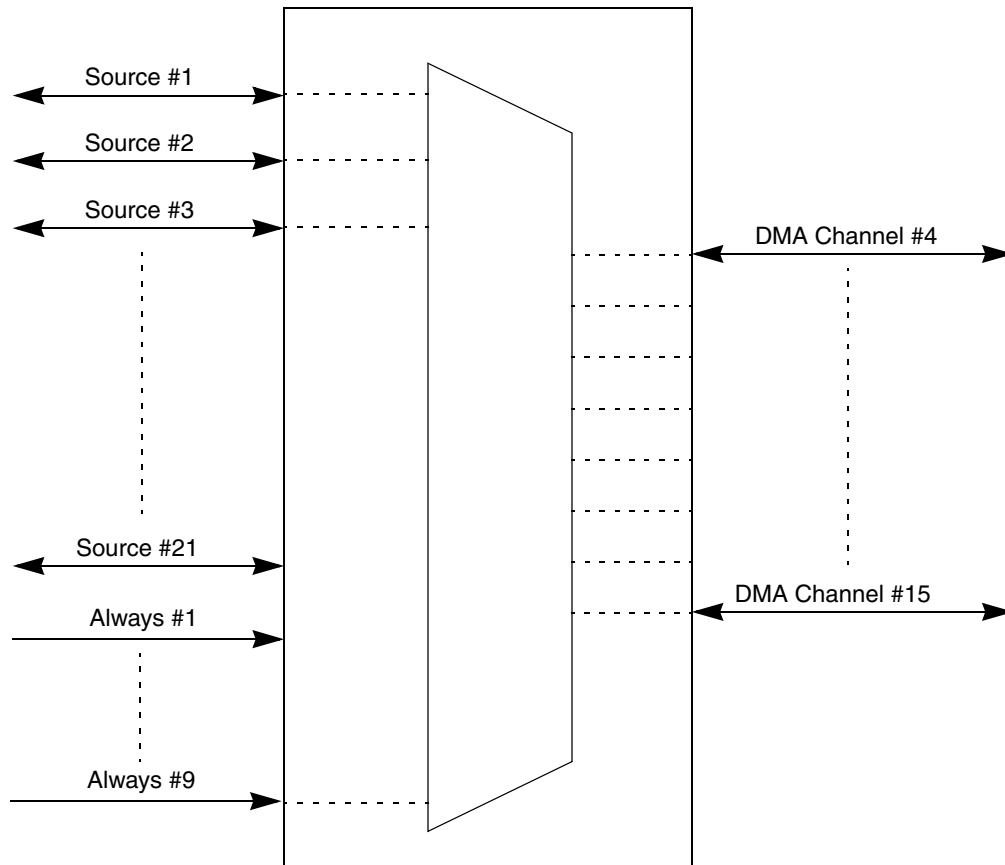 Source #1
Source #2
Source #3
DMA Channel #4
Source #21
DMA Channel #15
Always #1
Always #9